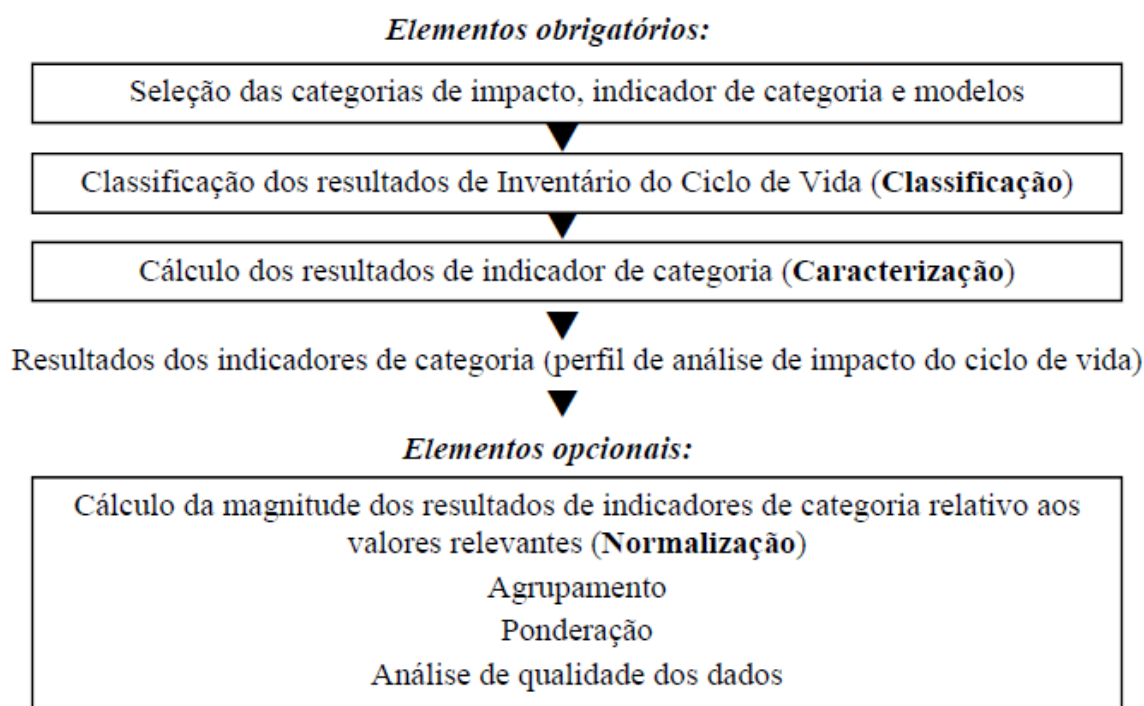 Elementos obrigatórios:
Seleção das categorias de impacto, indicador de categoria e modelos
Classificação dos resultados de Inventário do Ciclo de Vida (Classificação)
Cálculo dos resultados de indicador de categoria (Caracterização)
Resultados dos indicadores de categoria (perfil de análise de impacto do ciclo de vida)
Elementos opcionais:
Cálculo da magnitude dos resultados de indicadores de categoria relativo aos
valores relevantes (Normalização)
Agrupamento
Ponderação
Análise de qualidade dos dados